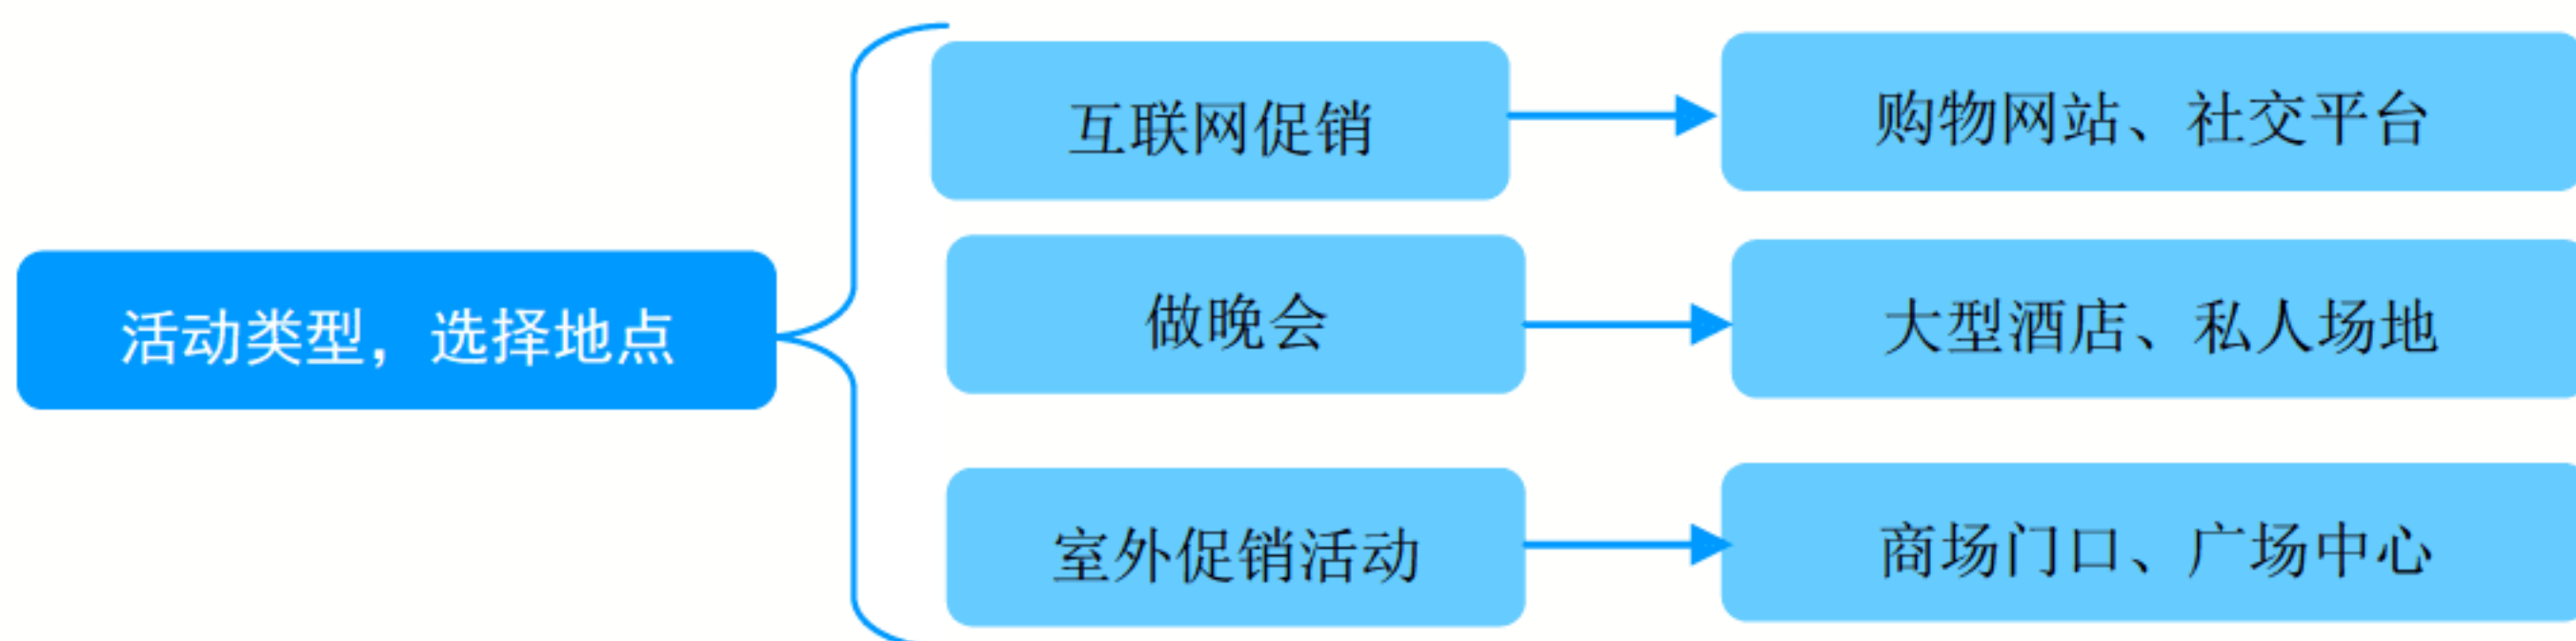 互联网促销
购物网站、社交平台
做晚会
大型酒店、私人场地
活动类型，选择地点
室外促销活动
商场门口、广场中心